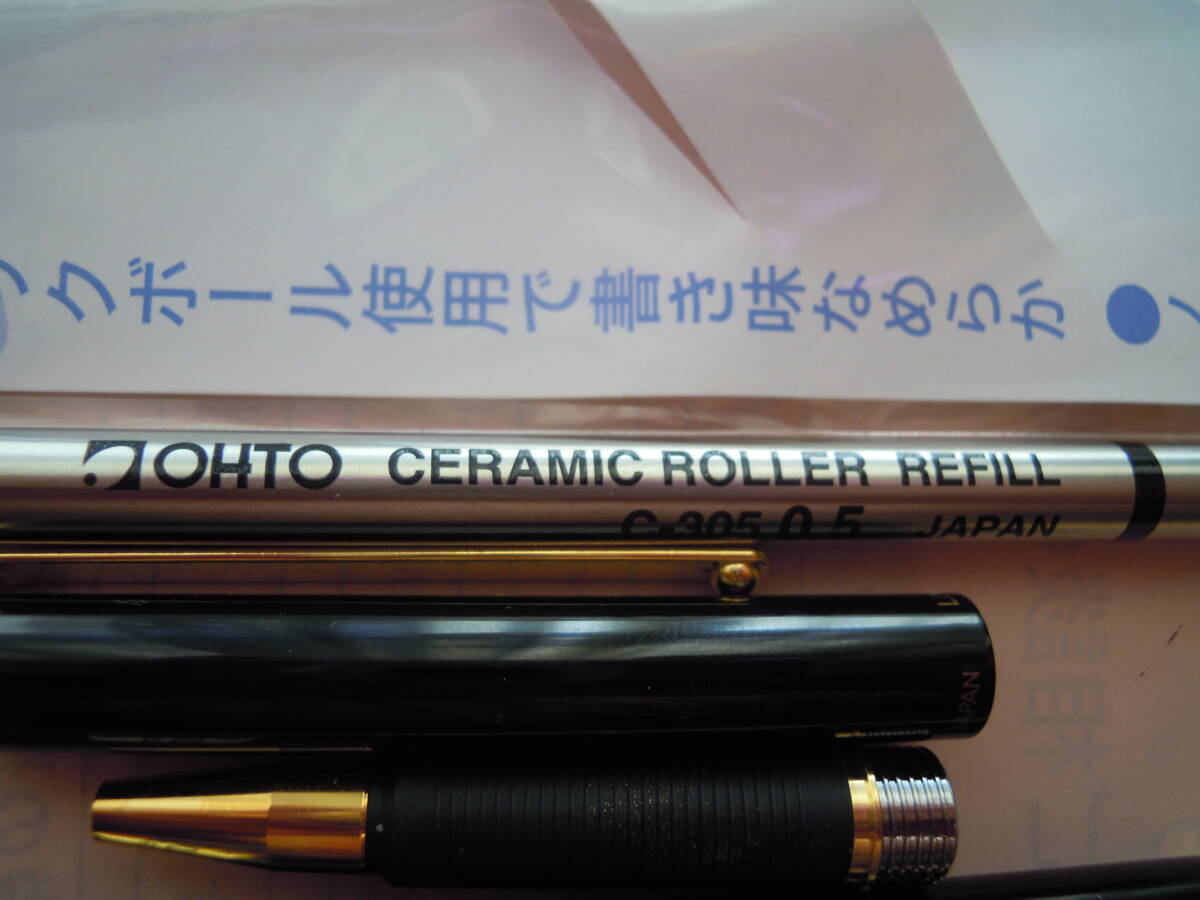 ックボール使用で書き味なめらか ●
OHTO CERAMIC ROLLER REFILL
C-305 0.5 JAPAN
JAPAN